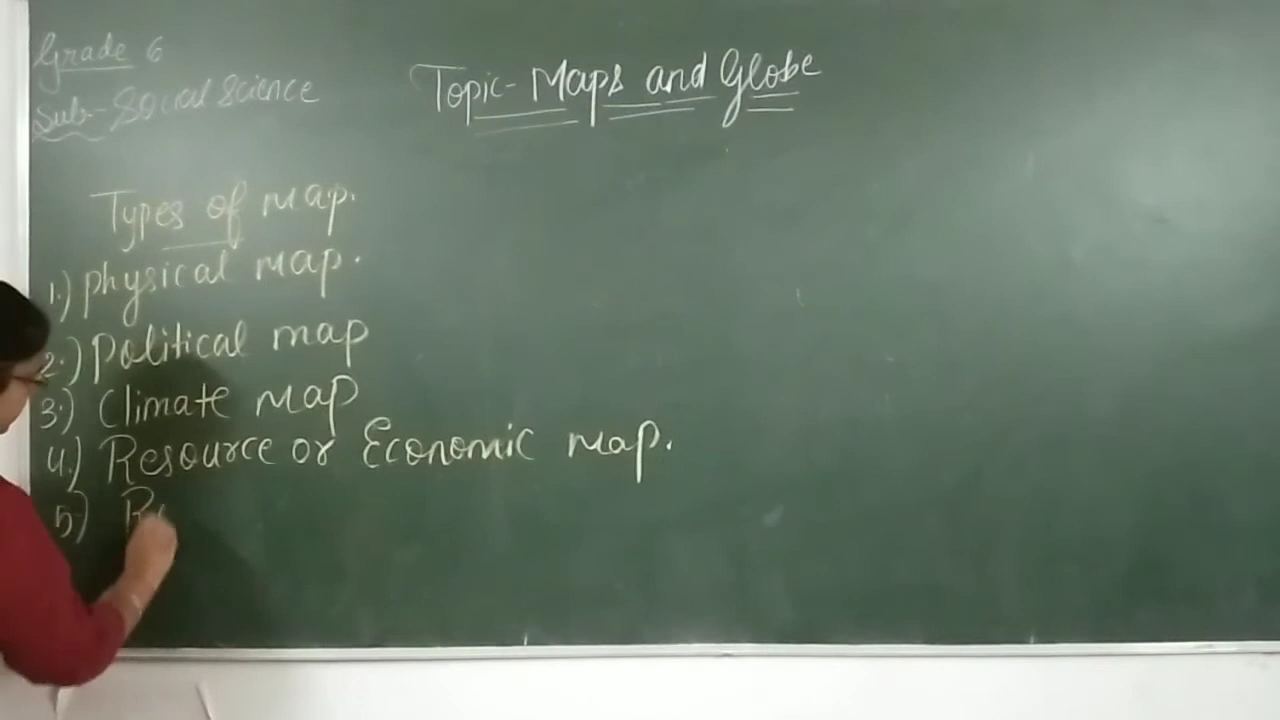 Grade 6
Sub:- Social Science
Topic- Maps and Globe
Types of map.
1.) Physical map.
2.) Political map
3.) Climate map
4.) Resource or Economic map.
5)